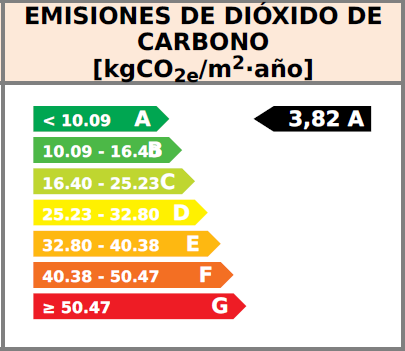 EMISIONES DE DIÓXIDO DE
CARBONO
[kgCO2e/m2·año]
< 10.09 A 3,82 A
10.09 - 16.40 B
16.40 - 25.23 C
25.23 - 32.80 D
32.80 - 40.38 E
40.38 - 50.47 F
≥ 50.47 G